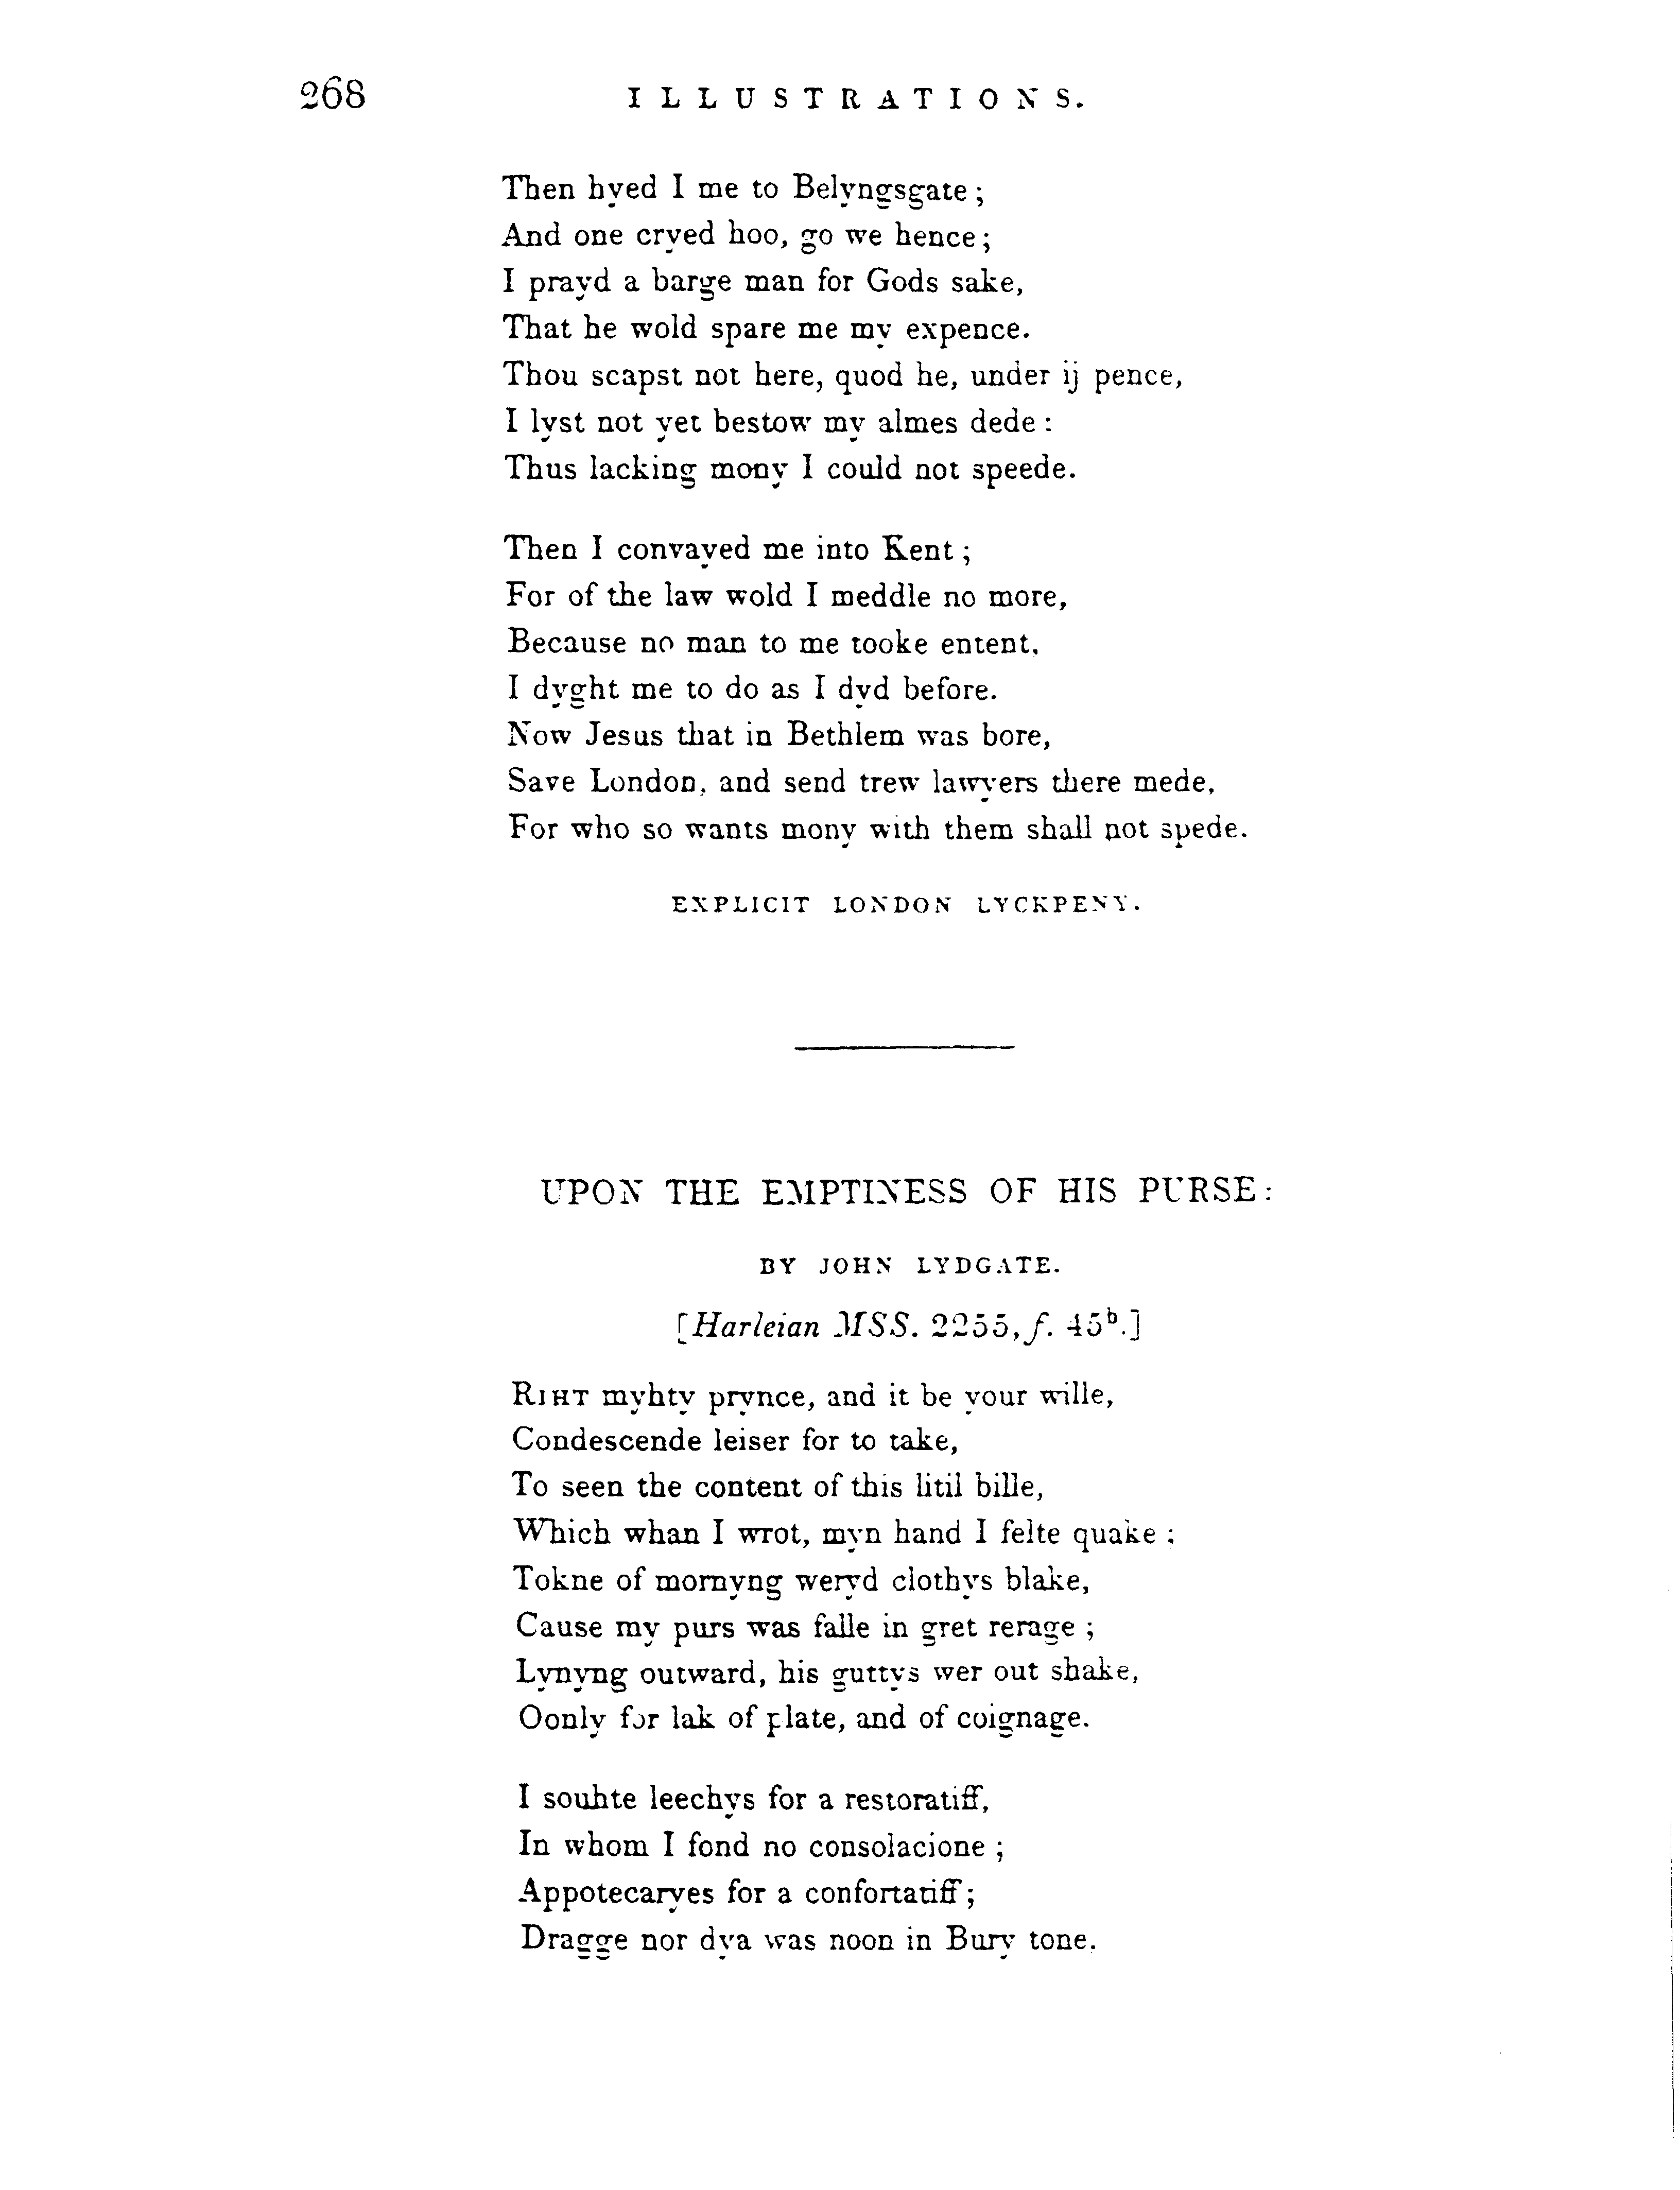 268 ILLUSTRATIONS.
Then hyed I me to Belyngsgate;
And one cryed hoo, go we hence;
I prayd a barge man for Gods sake,
That he wold spare me my expence.
Thou scapst not here, quod he, under ij pence,
I lyst not yet bestow my almes dede:
Thus lacking mony I could not speede.
Then I convayed me into Kent;
For of the law wold I meddle no more,
Because no man to me tooke entent,
I dyght me to do as I dyd before.
Now Jesus that in Bethlem was bore,
Save London, and send trew lawyers there mede,
For who so wants mony with them shall not spede.
EXPLICIT LONDON LYCKPENY.
UPON THE EMPTINESS OF HIS PURSE:
BY JOHN LYDGATE.
[Harleian MSS. 2255, f. 45b.]
RIHT myhty prynce, and it be your wille,
Condescende leiser for to take,
To seen the content of this litil bille,
Which whan I wrot, myn hand I felte quake;
Tokne of mornyng weryd clothys blake,
Cause my purs was falle in gret rerage;
Lynyng outward, his guttys wer out shake,
Oonly for lak of plate, and of coignage.
I souhte leechys for a restoratiff,
In whom I fond no consolacione;
Appotecaryes for a confortatiff;
Dragge nor dya was noon in Bury tone.